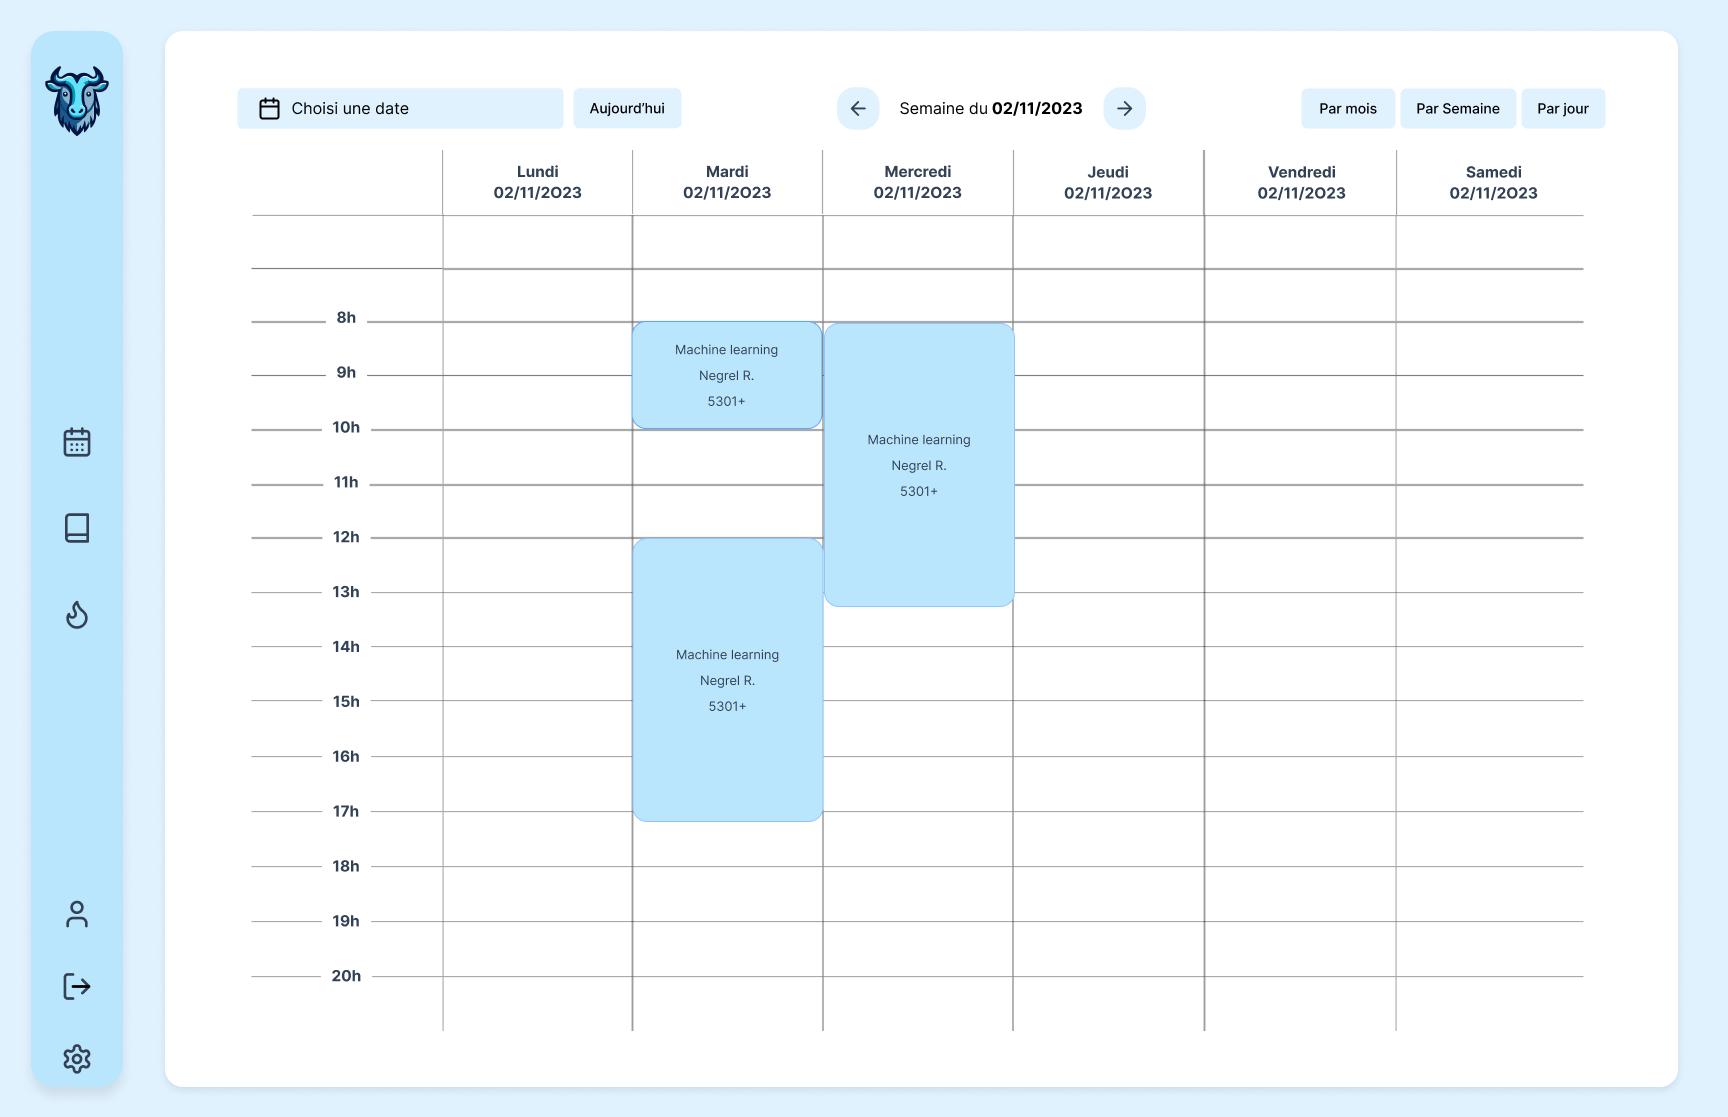 Choisi une date
Aujourd'hui
Semaine du 02/11/2023
Par mois
Par Semaine
Par jour
Lundi
02/11/2023
Mardi
02/11/2023
Mercredi
02/11/2023
Jeudi
02/11/2023
Vendredi
02/11/2023
Samedi
02/11/2023
8h
9h
10h
11h
12h
13h
14h
15h
16h
17h
18h
19h
20h
Machine learning
Negrel R.
5301+
Machine learning
Negrel R.
5301+
Machine learning
Negrel R.
5301+